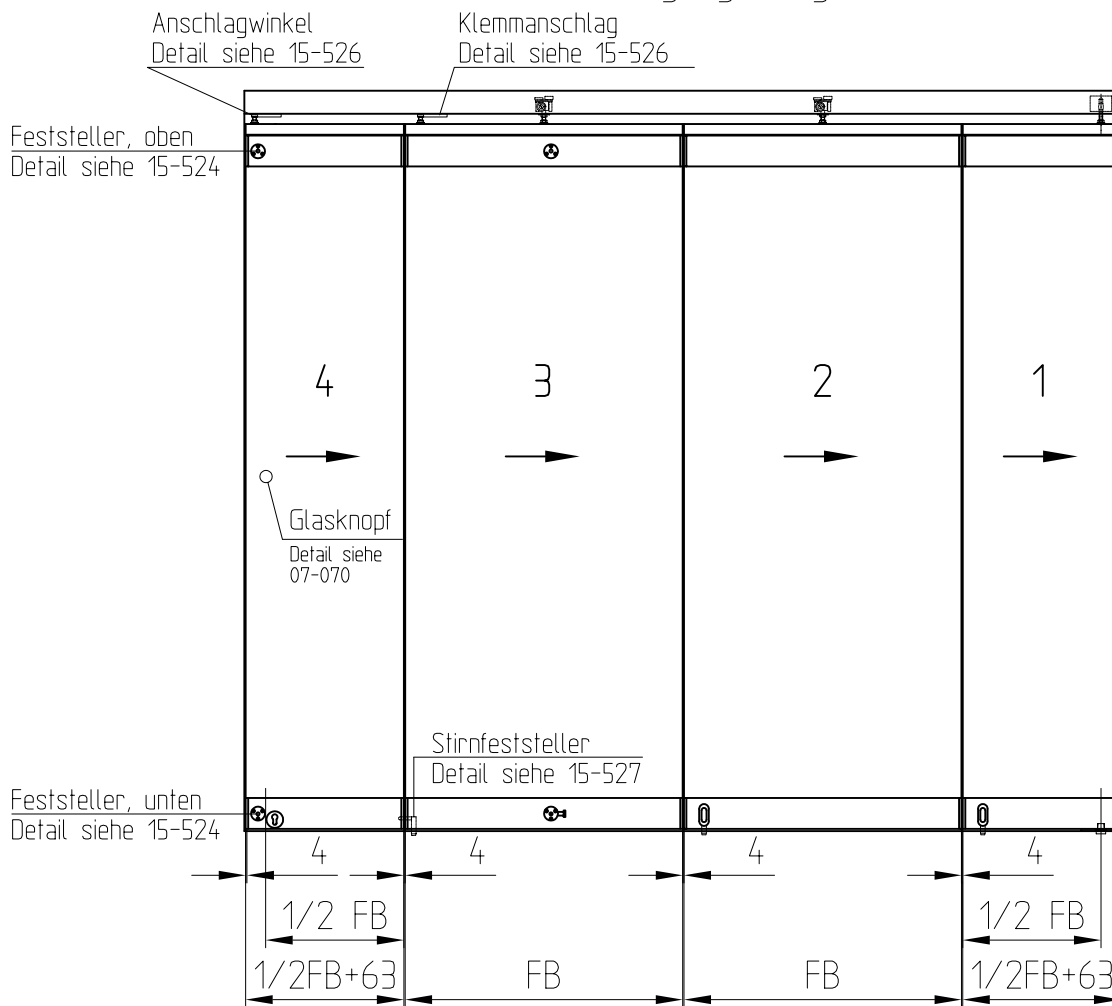 Anschlagwinkel
Detail siehe 15-526
Klemmanschlag
Detail siehe 15-526
Feststeller, oben
Detail siehe 15-524
4
3
2
1
Glasknopf
Detail siehe
07-070
Stirnfeststeller
Detail siehe 15-527
Feststeller, unten
Detail siehe 15-524
4
4
4
4
1/2 FB
1/2 FB
1/2FB+63
FB
FB
1/2FB+63